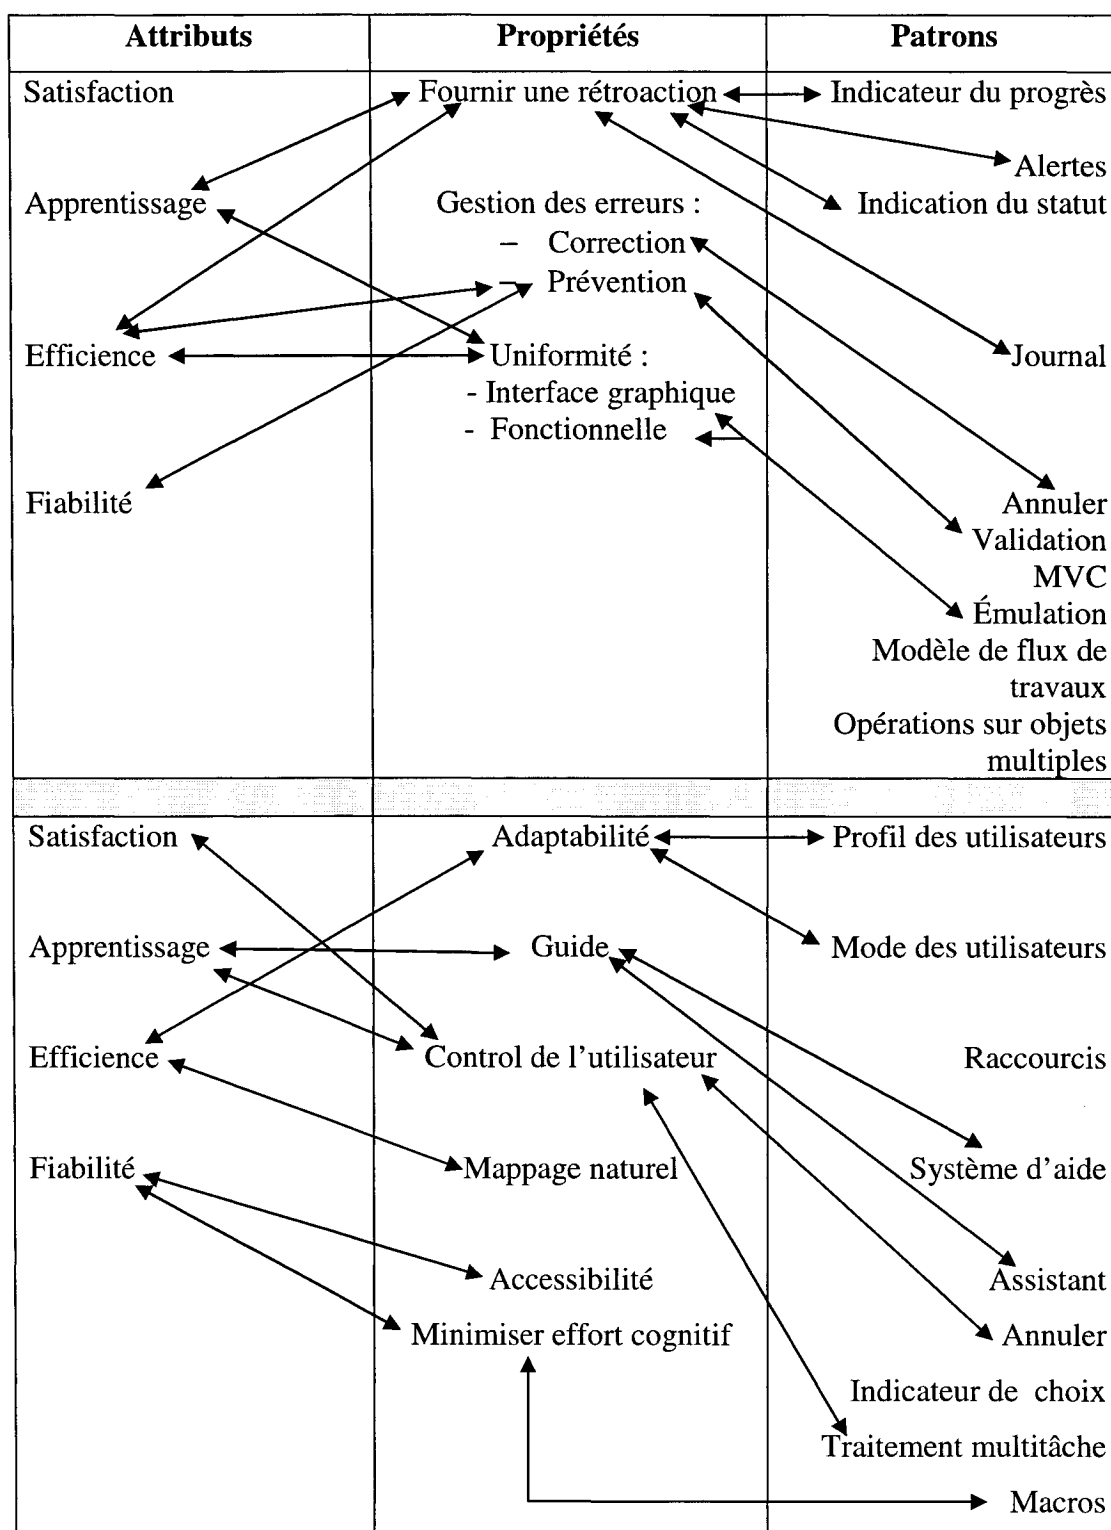 Attributs Propriétés Patrons
Satisfaction Fournir une rétroaction Indicateur du progrès
Alertes
Apprentissage Gestion des erreurs : Indication du statut
– Correction
– Prévention
Efficience Uniformité : Journal
- Interface graphique
- Fonctionnelle
Fiabilité Annuler
Validation
MVC
Émulation
Modèle de flux de
travaux
Opérations sur objets
multiples
Satisfaction Adaptabilité Profil des utilisateurs
Apprentissage Guide Mode des utilisateurs
Efficience Control de l’utilisateur Raccourcis
Fiabilité Mappage naturel Système d’aide
Accessibilité Assistant
Minimiser effort cognitif Annuler
Indicateur de choix
Traitement multitâche
Macros